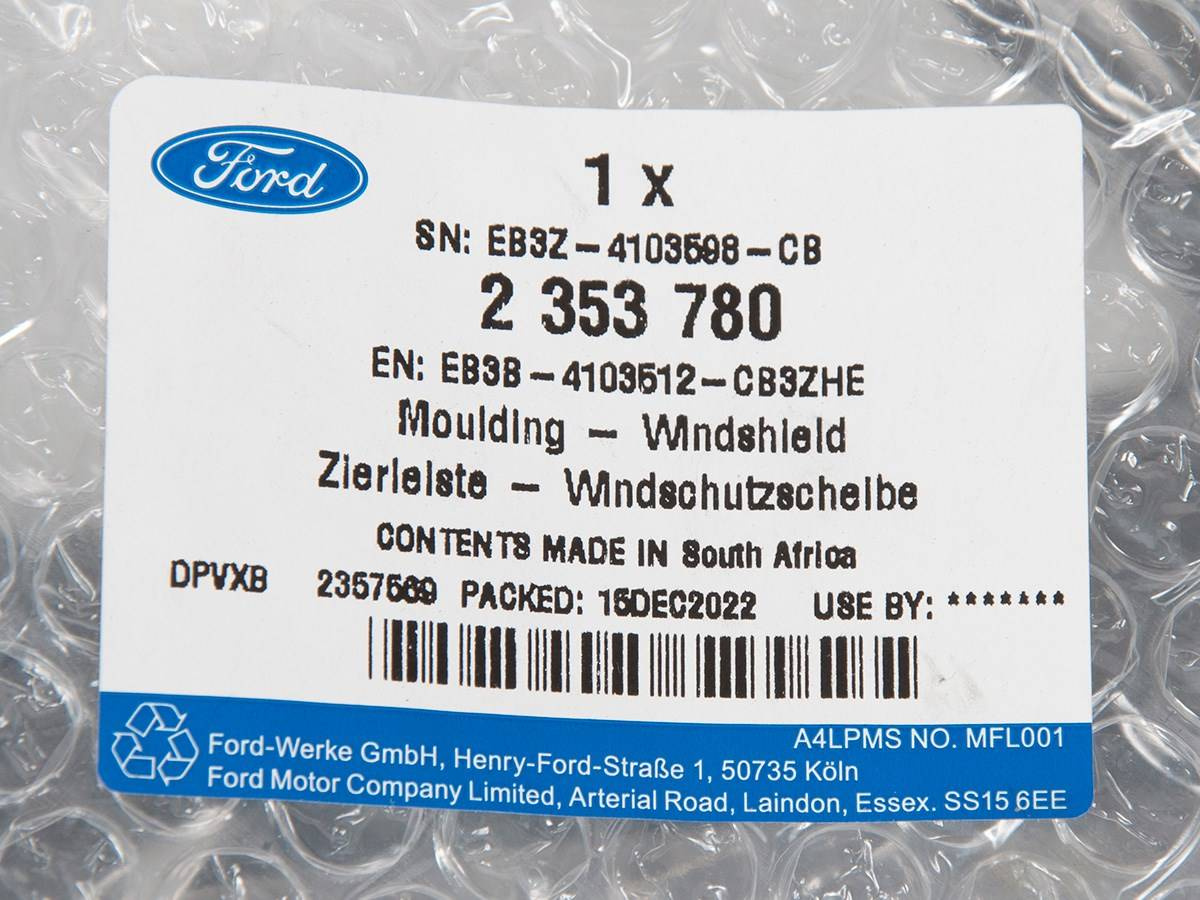 Ford
1 x
SN: EB3Z-4103598-CB
2 353 780
EN: EB3B-4103512-CB3ZHE
Moulding - Windshield
Zierleiste - Windschutzscheibe
CONTENTS MADE IN South Africa
DPVXB 2357569 PACKED: 15DEC2022 USE BY: *******
A4LPMS NO. MFL001
Ford-Werke GmbH, Henry-Ford-Straße 1, 50735 Köln
Ford Motor Company Limited, Arterial Road, Laindon, Essex. SS15 6EE